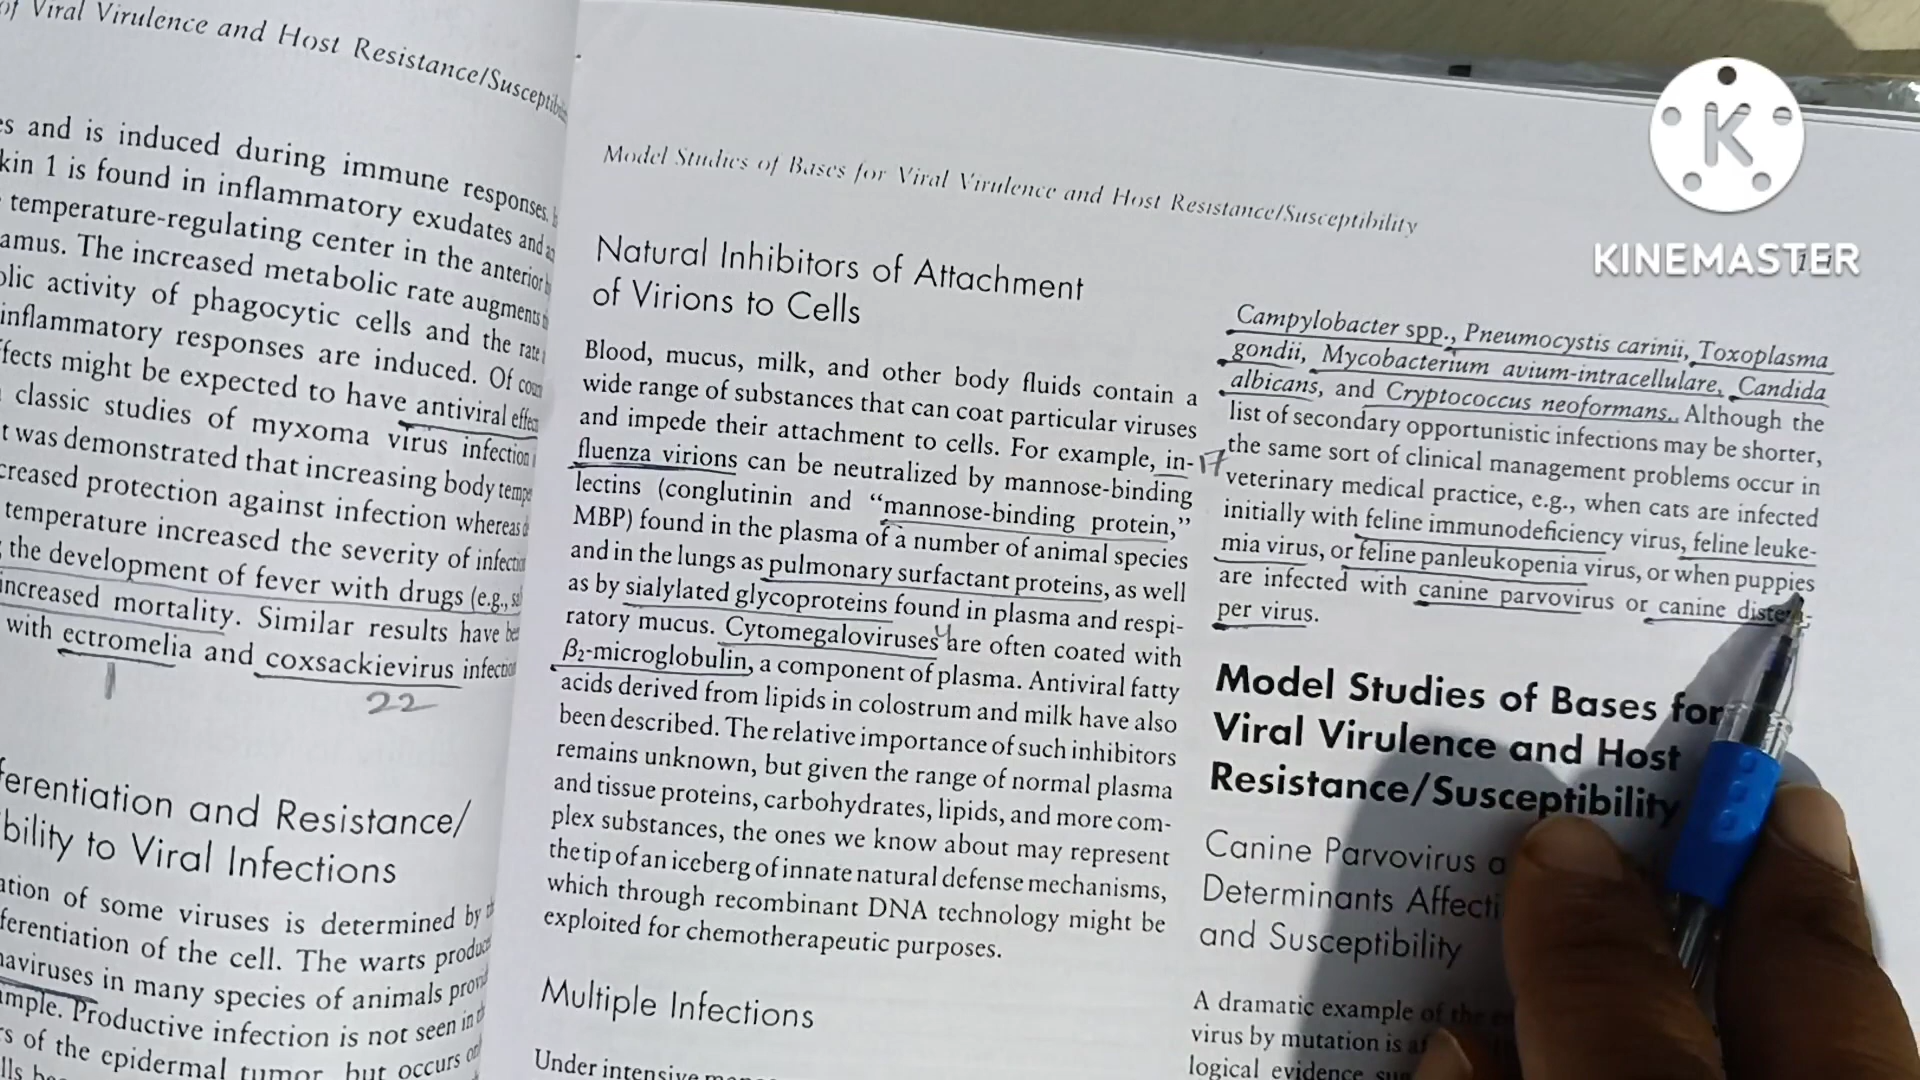 of Viral Virulence and Host Resistance/Susceptibi
es and is induced during immune responses.
kin 1 is found in inflammatory exudates and
temperature-regulating center in the anterior
amus. The increased metabolic rate augments
olic activity of phagocytic cells and the rate
inflammatory responses are induced. Of
fects might be expected to have antiviral effec
classic studies of myxoma virus infection
t was demonstrated that increasing body temp
creased protection against infection whereas
temperature increased the severity of infectio
the development of fever with drugs (e.g.,
increased mortality. Similar results have
with ectromelia and coxsackievirus infectio
1 22
ferentiation and Resistance/
bility to Viral Infections
ation of some viruses is determined by
ferentiation of the cell. The warts produce
aviruses in many species of animals provi
ample. Productive infection is not seen in
rs of the epidermal tumor, but occurs
Model Studies of Bases for Viral Virulence and Host Resistance/Susceptibility
Natural Inhibitors of Attachment
of Virions to Cells
Blood, mucus, milk, and other body fluids contain a
wide range of substances that can coat particular viruses
and impede their attachment to cells. For example, in-
fluenza virions can be neutralized by mannose-binding
lectins (conglutinin and “mannose-binding protein,”
MBP) found in the plasma of a number of animal species
and in the lungs as pulmonary surfactant proteins, as well
as by sialylated glycoproteins found in plasma and respi-
ratory mucus. Cytomegaloviruses are often coated with
β2-microglobulin, a component of plasma. Antiviral fatty
acids derived from lipids in colostrum and milk have also
been described. The relative importance of such inhibitors
remains unknown, but given the range of normal plasma
and tissue proteins, carbohydrates, lipids, and more com-
plex substances, the ones we know about may represent
the tip of an iceberg of innate natural defense mechanisms,
which through recombinant DNA technology might be
exploited for chemotherapeutic purposes.
Multiple Infections
Under intensive
Campylobacter spp., Pneumocystis carinii, Toxoplasma
gondii, Mycobacterium avium-intracellulare, Candida
albicans, and Cryptococcus neoformans. Although the
list of secondary opportunistic infections may be shorter,
17 the same sort of clinical management problems occur in
veterinary medical practice, e.g., when cats are infected
initially with feline immunodeficiency virus, feline leuke-
mia virus, or feline panleukopenia virus, or when puppies
are infected with canine parvovirus or canine distem-
per virus.
Model Studies of Bases for
Viral Virulence and Host
Resistance/Susceptibility
Canine Parvovirus
Determinants Affecti
and Susceptibility
A dramatic example of the
virus by mutation is
logical evidence
K
KINEMASTER